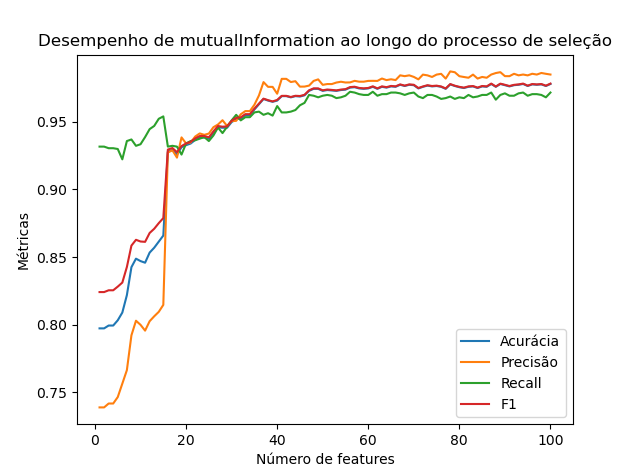 Desempenho de mutualInformation ao longo do processo de seleção
0.95
0.90
0.85
0.80
0.75
Métricas
0
20
40
60
80
100
Número de features
Acurácia
Precisão
Recall
F1